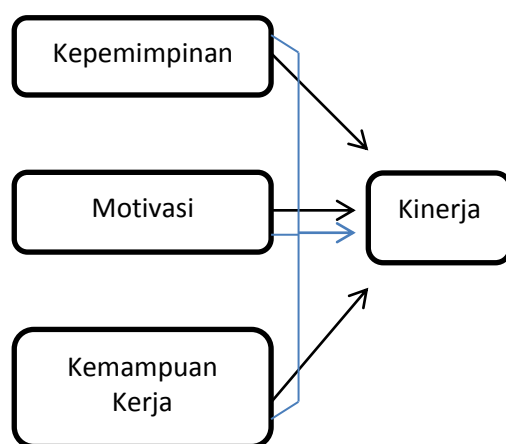 Kepemimpinan
Motivasi
Kinerja
Kemampuan
Kerja